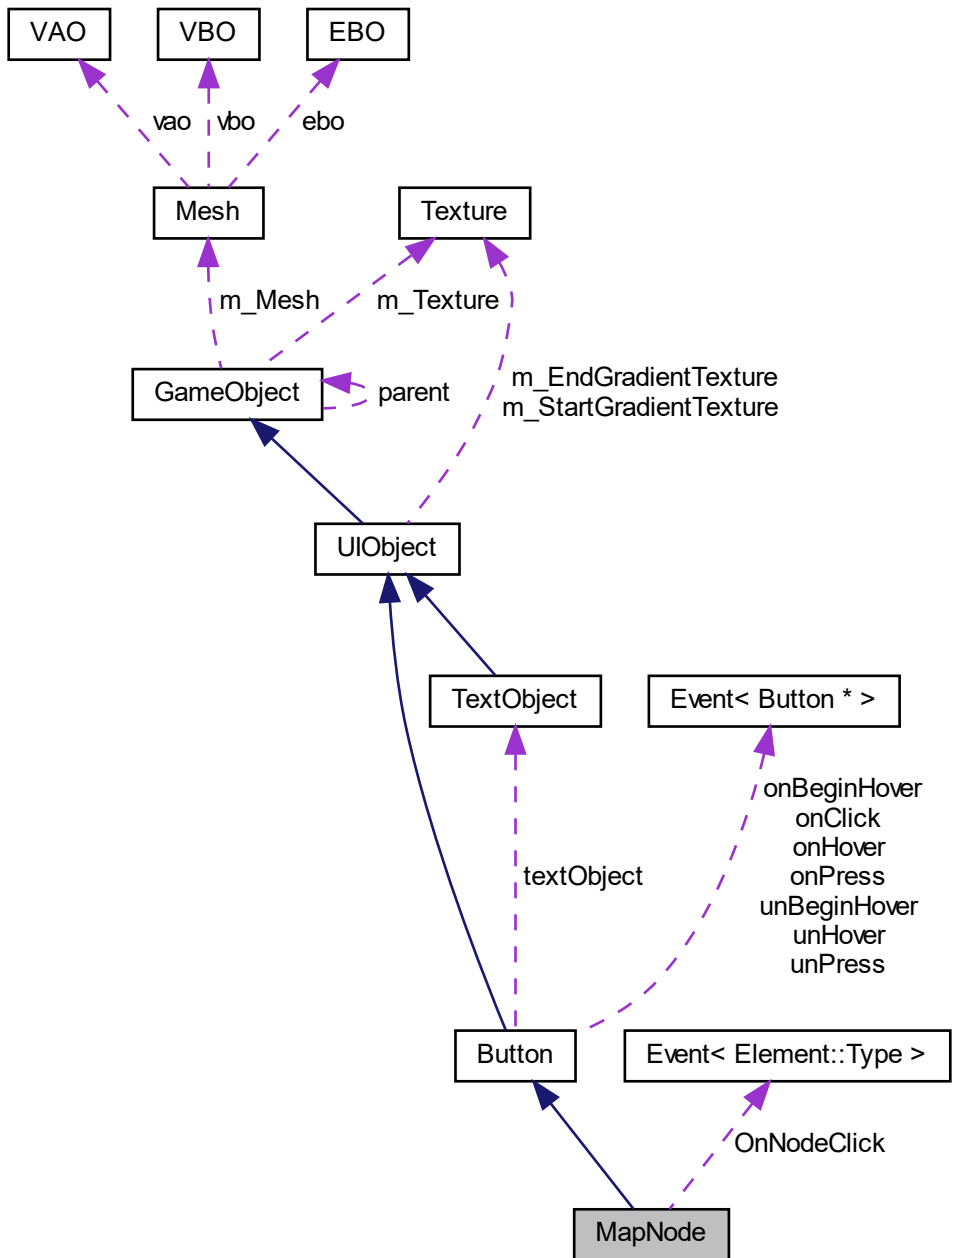 VAO
VBO
EBO
vao
vbo
ebo
Mesh
Texture
m_Mesh
m_Texture
GameObject
parent
m_EndGradientTexture
m_StartGradientTexture
UIObject
TextObject
Event< Button * >
textObject
onBeginHover
onClick
onHover
onPress
unBeginHover
unHover
unPress
Button
Event< Element::Type >
OnNodeClick
MapNode